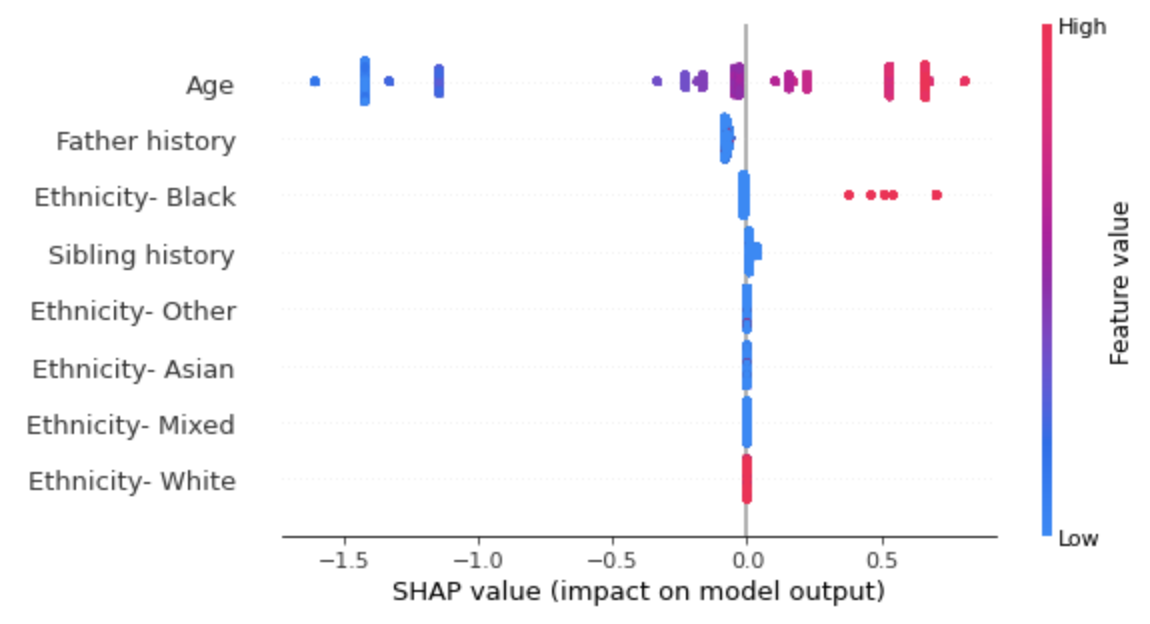 High
Age
Father history
Ethnicity- Black
Sibling history
Ethnicity- Other
Ethnicity- Asian
Ethnicity- Mixed
Ethnicity- White
Feature value
Low
−1.5 −1.0 −0.5 0.0 0.5
SHAP value (impact on model output)